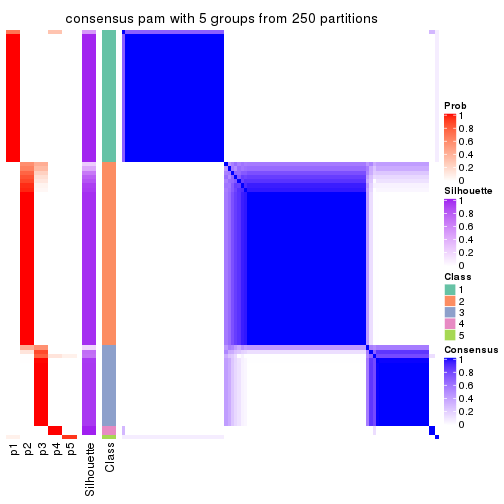 consensus pam with 5 groups from 250 partitions
Prob
1
0.8
0.6
0.4
0.2
0
Silhouette
1
0.8
0.6
0.4
0.2
0
Class
1
2
3
4
5
Consensus
1
0.8
0.6
0.4
0.2
0
p1
p2
p3
p4
p5
Silhouette
Class